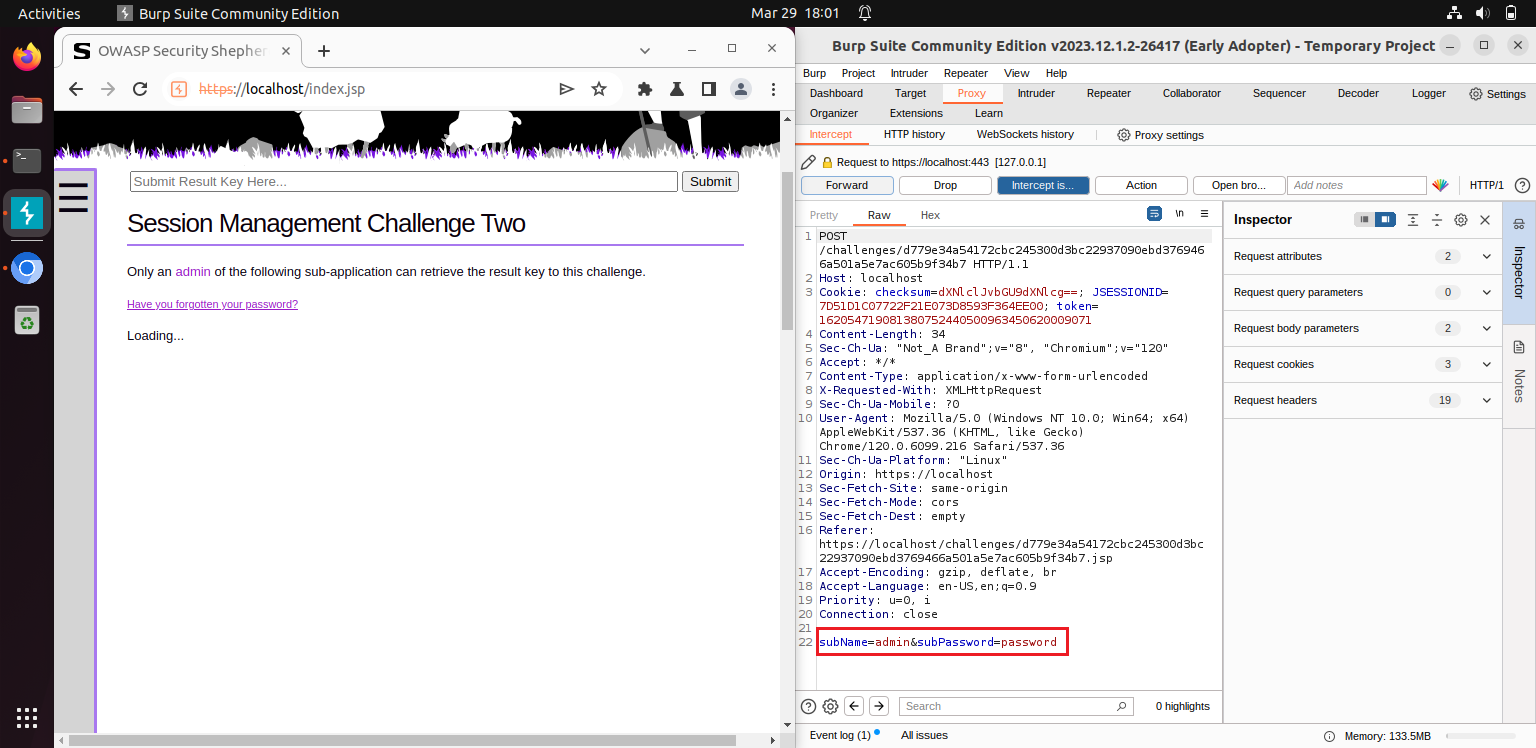 Activities
Burp Suite Community Edition
Mar 29 18:01
OWASP Security Shepher
https://localhost/index.jsp
Submit Result Key Here...
Submit
Session Management Challenge Two
Only an admin of the following sub-application can retrieve the result key to this challenge.
Have you forgotten your password?
Loading...
Burp Suite Community Edition v2023.12.1.2-26417 (Early Adopter) - Temporary Project
Burp Project Intruder Repeater View Help
Dashboard Target Proxy Intruder Repeater Collaborator Sequencer Decoder Logger Settings
Organizer Extensions Learn
Intercept HTTP history WebSockets history Proxy settings
Request to https://localhost:443 [127.0.0.1]
Forward Drop Intercept is... Action Open bro... Add notes HTTP/1
Pretty Raw Hex \n
1 POST
/challenges/d779e34a54172cbc245300d3bc22937090ebd376946
6a501a5e7ac605b9f34b7 HTTP/1.1
2 Host: localhost
3 Cookie: checksum=dXNlclJvbGU9dXNlcg==; JSESSIONID=
7D51D1C07722F21E073D8593F364EE00; token=
162054719081380752440500963450620009071
4 Content-Length: 34
5 Sec-Ch-Ua: "Not_A Brand";v="8", "Chromium";v="120"
6 Accept: */*
7 Content-Type: application/x-www-form-urlencoded
8 X-Requested-With: XMLHttpRequest
9 Sec-Ch-Ua-Mobile: ?0
10 User-Agent: Mozilla/5.0 (Windows NT 10.0; Win64; x64)
AppleWebKit/537.36 (KHTML, like Gecko)
Chrome/120.0.6099.216 Safari/537.36
11 Sec-Ch-Ua-Platform: "Linux"
12 Origin: https://localhost
13 Sec-Fetch-Site: same-origin
14 Sec-Fetch-Mode: cors
15 Sec-Fetch-Dest: empty
16 Referer:
https://localhost/challenges/d779e34a54172cbc245300d3bc
22937090ebd3769466a501a5e7ac605b9f34b7.jsp
17 Accept-Encoding: gzip, deflate, br
18 Accept-Language: en-US,en;q=0.9
19 Priority: u=0, i
20 Connection: close
21
22 subName=admin&subPassword=password
Search
0 highlights
Inspector
Request attributes 2
Request query parameters 0
Request body parameters 2
Request cookies 3
Request headers 19
Inspector
Notes
Event log (1) All issues
Memory: 133.5MB